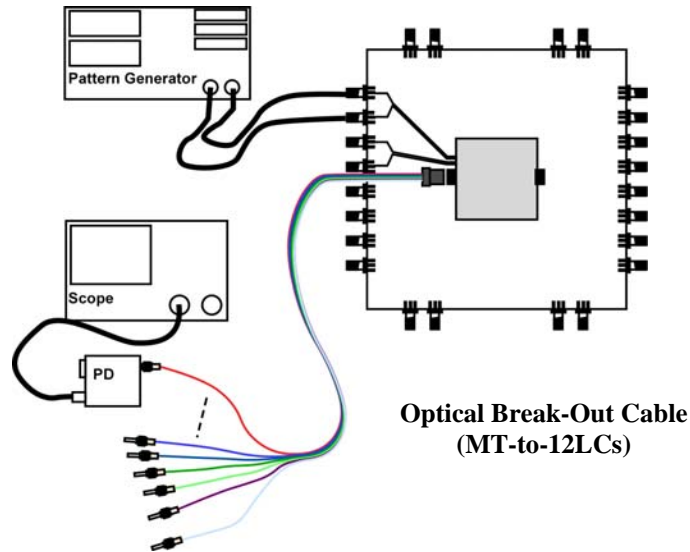 Pattern Generator
Scope
PD
Optical Break-Out Cable
(MT-to-12LCs)